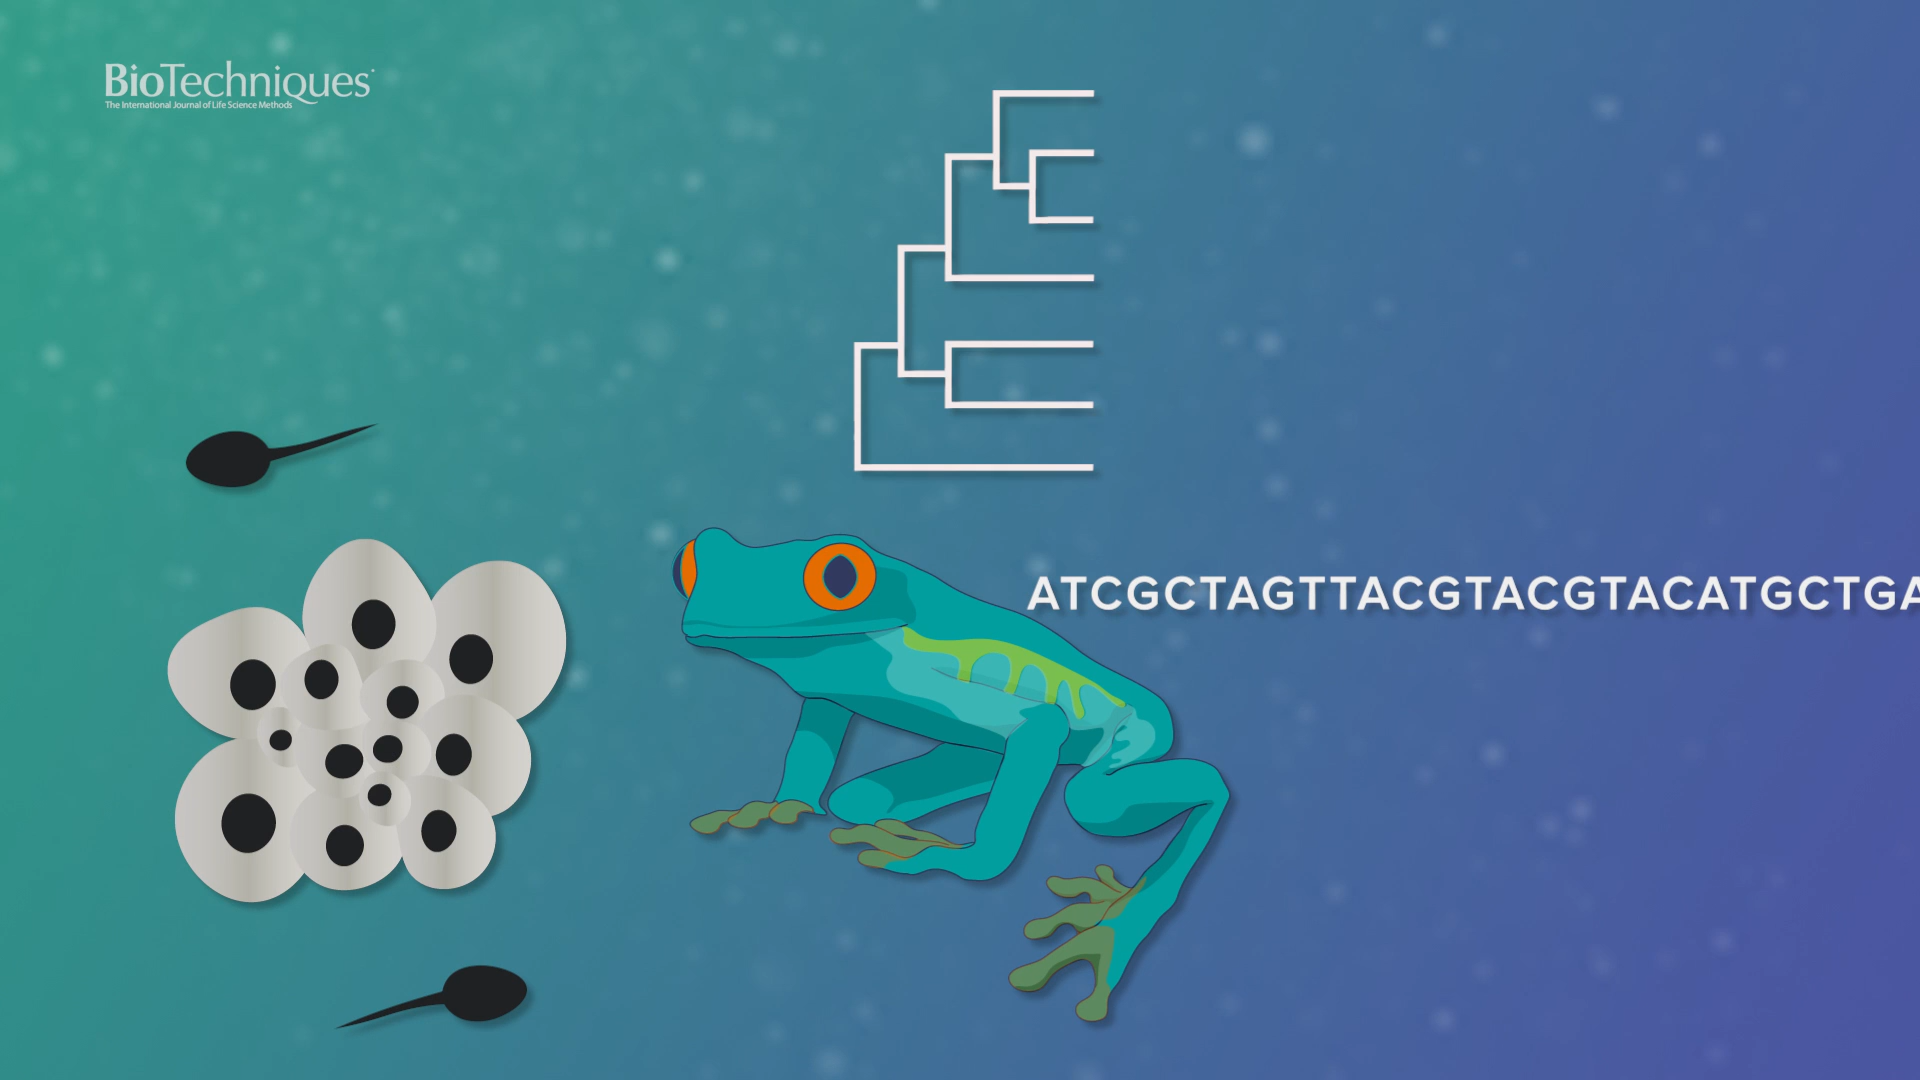 BioTechniques
The International Journal of Life Science Methods
ATCGCTAGTTACGTACGTACATGCTGA